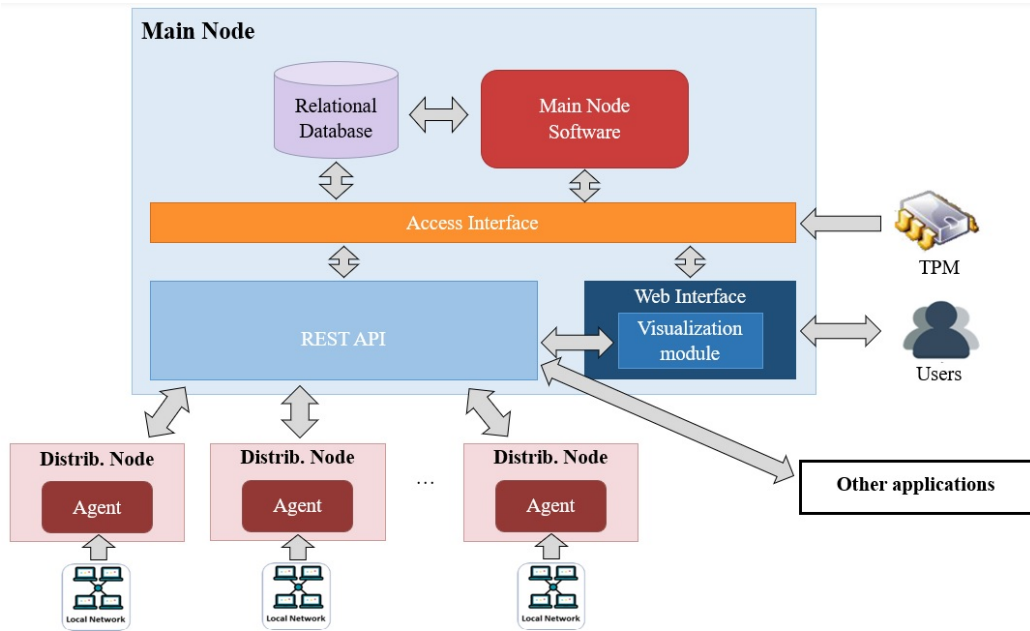 Main Node
Relational
Database
Main Node
Software
Access Interface
TPM
REST API
Web Interface
Visualization
module
Users
Distrib. Node
Agent
Local Network
Distrib. Node
Agent
Local Network
...
Distrib. Node
Agent
Local Network
Other applications